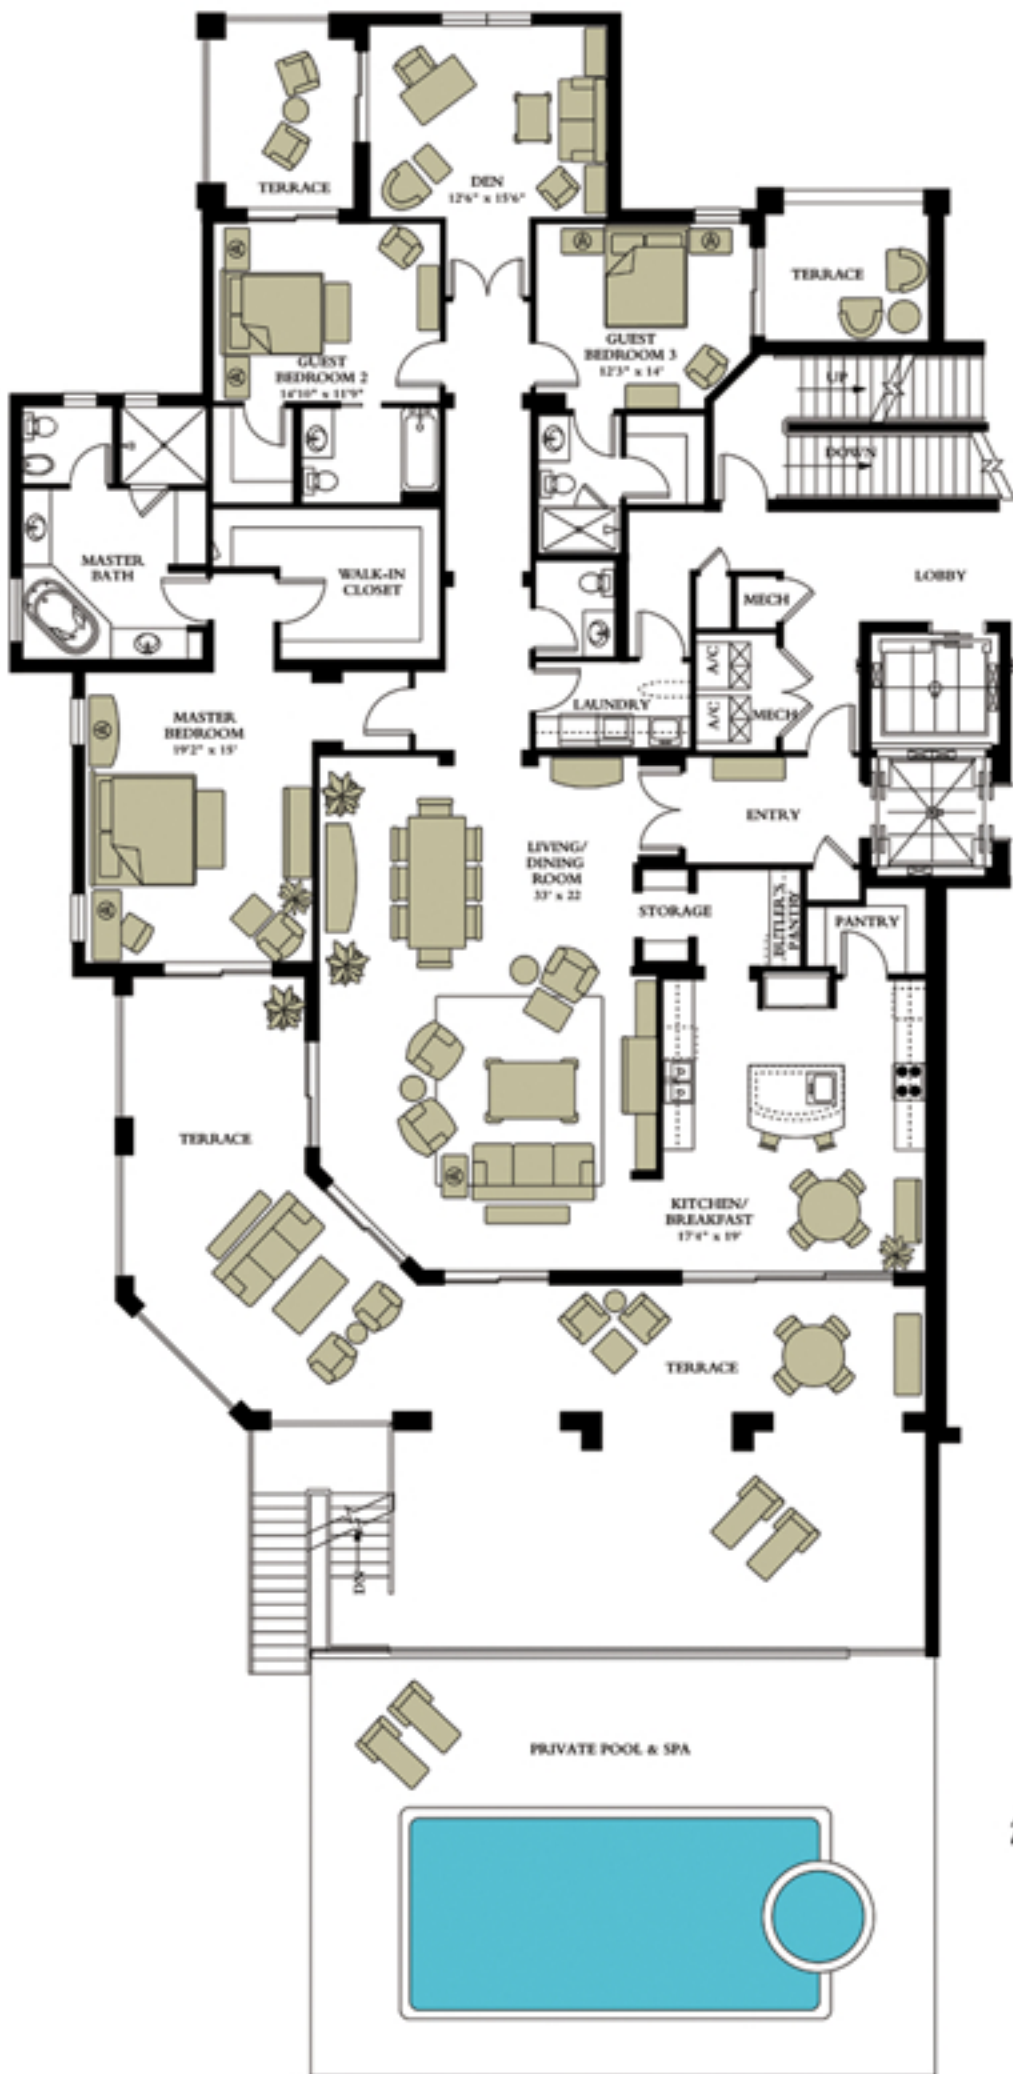 TERRACE
DEN
12'6" x 15'6"
TERRACE
GUEST
BEDROOM 2
14'10" x 11'9"
GUEST
BEDROOM 3
12'3" x 14'
UP
DOWN
MASTER
BATH
WALK-IN
CLOSET
LOBBY
MECH
A/C
A/C
MECH
LAUNDRY
MASTER
BEDROOM
19'2" x 15'
ENTRY
LIVING/
DINING
ROOM
33' x 22
STORAGE
BUTLER'S
PANTRY
PANTRY
TERRACE
KITCHEN/
BREAKFAST
17'4" x 19'
TERRACE
DN
PRIVATE POOL & SPA